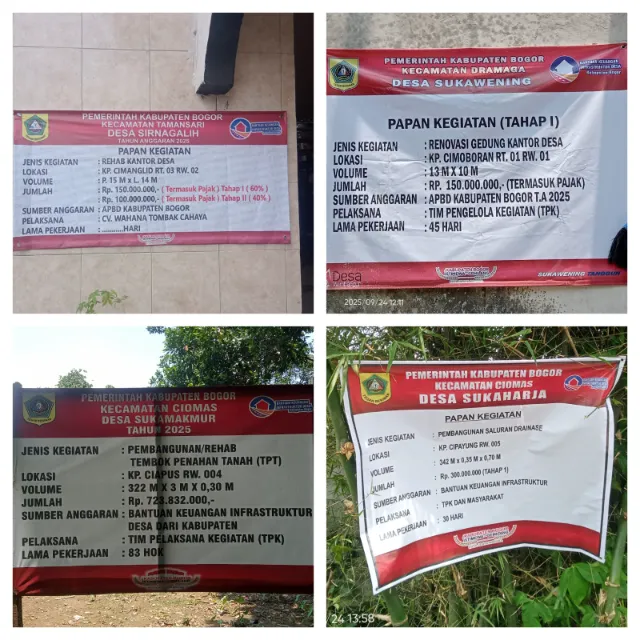 PEMERINTAH KABUPATEN BOGOR
KECAMATAN TAMANSARI
DESA SIRNAGALIH
TAHUN ANGGARAN 2025
PAPAN KEGIATAN
JENIS KEGIATAN : REHAB KANTOR DESA
LOKASI : KP. CIMANGLID RT. 03 RW. 02
VOLUME : P. 15 M x L. 14 M
JUMLAH : Rp. 150.000.000,- ( Termasuk Pajak ) Tahap I ( 60% )
: Rp. 100.000.000,- ( Termasuk Pajak ) Tahap II ( 40% )
SUMBER ANGGARAN : APBD KABUPATEN BOGOR
PELAKSANA : CV. WAHANA TOMBAK CAHAYA
LAMA PEKERJAAN : ..........HARI
PEMERINTAH KABUPATEN BOGOR
KECAMATAN DRAMAGA
DESA SUKAWENING
PAPAN KEGIATAN (TAHAP I)
JENIS KEGIATAN : RENOVASI GEDUNG KANTOR DESA
LOKASI : KP. CIMOBORAN RT. 01 RW. 01
VOLUME : 13 M X 10 M
JUMLAH : Rp. 150.000.000,- (TERMASUK PAJAK)
SUMBER ANGGARAN : APBD KABUPATEN BOGOR T.A 2025
PELAKSANA : TIM PENGELOLA KEGIATAN (TPK)
LAMA PEKERJAAN : 45 HARI
Desa
SUKAWENING TANGGUH
2025/09/24 12:11
PEMERINTAH KABUPATEN BOGOR
KECAMATAN CIOMAS
DESA SUKAMAKMUR
TAHUN 2025
JENIS KEGIATAN : PEMBANGUNAN/REHAB
TEMBOK PENAHAN TANAH (TPT)
LOKASI : KP. CIAPUS RW. 004
VOLUME : 322 M X 3 M X 0,30 M
JUMLAH : Rp. 723.832.000,-
SUMBER ANGGARAN : BANTUAN KEUANGAN INFRASTRUKTUR
DESA DARI KABUPATEN
PELAKSANA : TIM PELAKSANA KEGIATAN (TPK)
LAMA PEKERJAAN : 83 HOK
PEMERINTAH KABUPATEN BOGOR
KECAMATAN CIOMAS
DESA SUKAHARJA
PAPAN KEGIATAN
JENIS KEGIATAN : PEMBANGUNAN SALURAN DRAINASE
LOKASI : KP. CIPAYUNG RW. 005
VOLUME : 342 M x 0,35 M x 0,70 M
JUMLAH : Rp. 300.000.000 (TAHAP 1)
SUMBER ANGGARAN : BANTUAN KEUANGAN INFRASTRUKTUR
PELAKSANA : TPK DAN MASYARAKAT
LAMA PEKERJAAN : 30 HARI
24 13:58